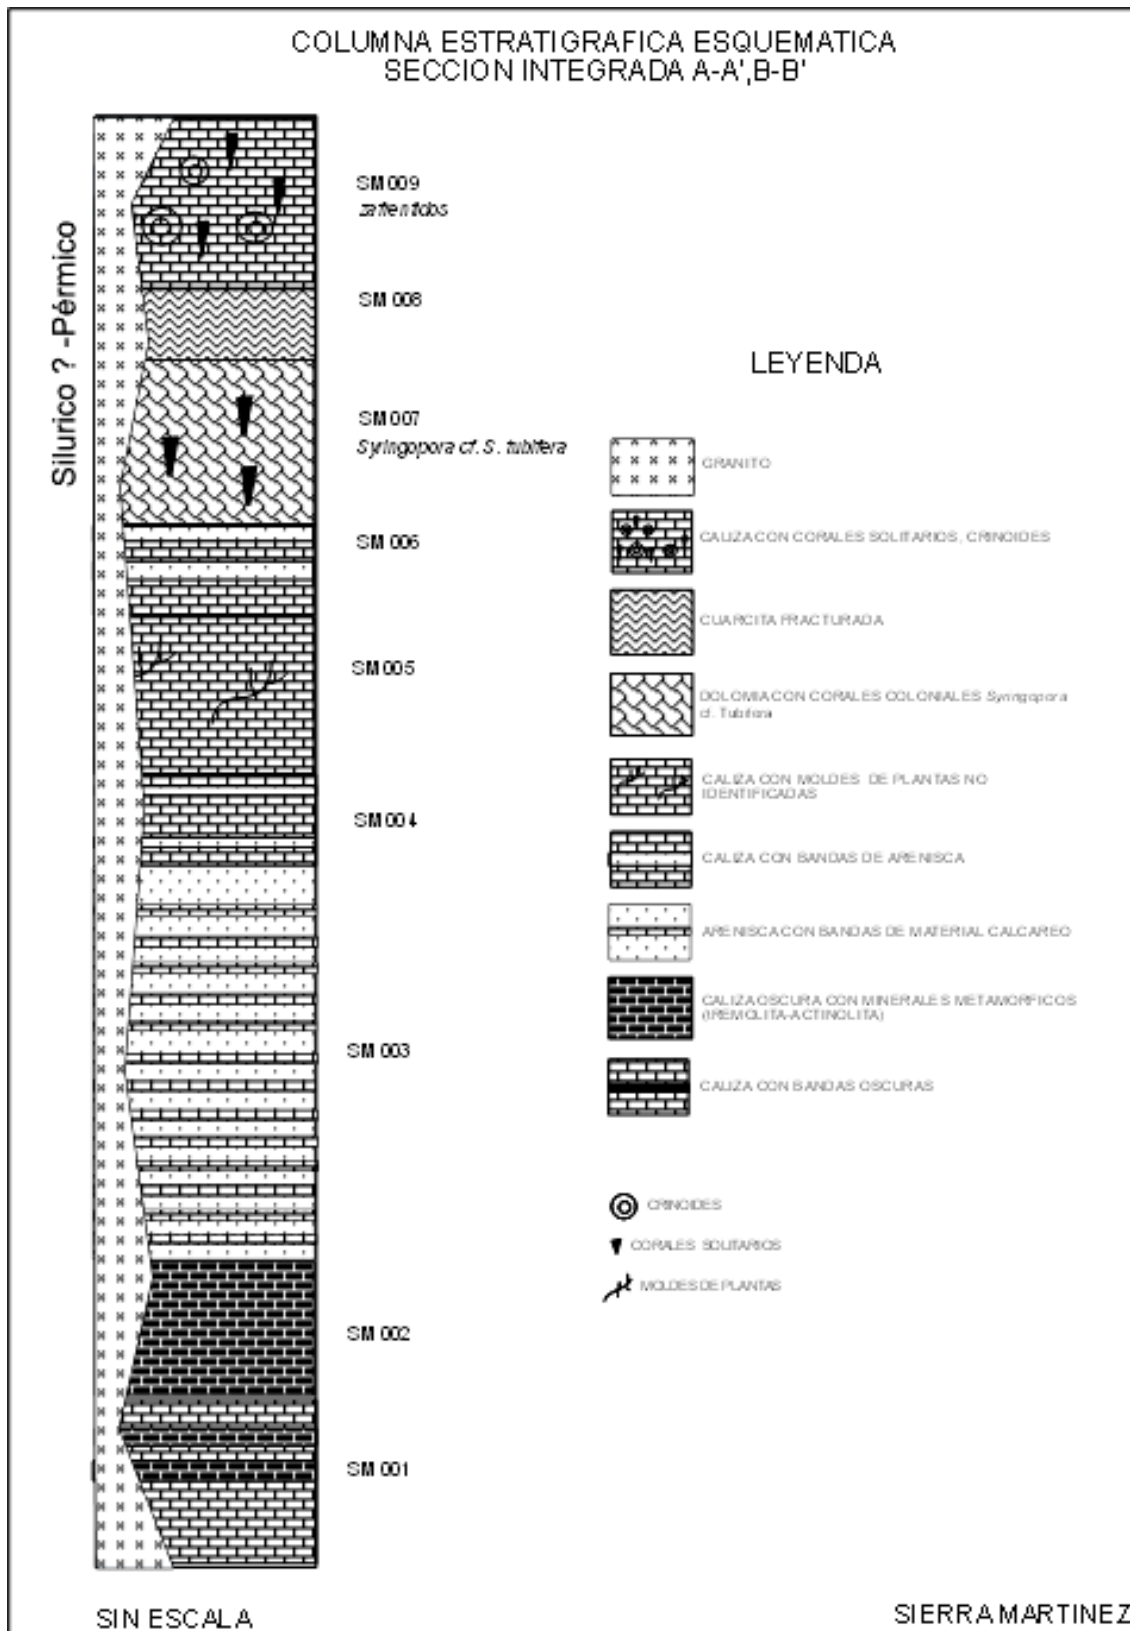 COLUMNA ESTRATIGRAFICA ESQUEMATICA
SECCION INTEGRADA A-A',B-B'
Silurico ? -Pérmico
SM 009
zafrentidos
SM 008
SM 007
Syringopora cf. S. tubifera
SM 006
SM 005
SM 004
SM 003
SM 002
SM 001
LEYENDA
GRANITO
CALIZA CON CORALES SOLITARIOS, CRINOIDES
CUARCITA FRACTURADA
DOLOMIA CON CORALES COLONIALES Syringopora
cf. Tubifera
CALIZA CON MOLDES DE PLANTAS NO
IDENTIFICADAS
CALIZA CON BANDAS DE ARENISCA
ARENISCA CON BANDAS DE MATERIAL CALCAREO
CALIZA OSCURA CON MINERALES METAMORFICOS
(TREMOLITA-ACTINOLITA)
CALIZA CON BANDAS OSCURAS
CRINOIDES
CORALES SOLITARIOS
MOLDES DE PLANTAS
SIN ESCALA
SIERRA MARTINEZ